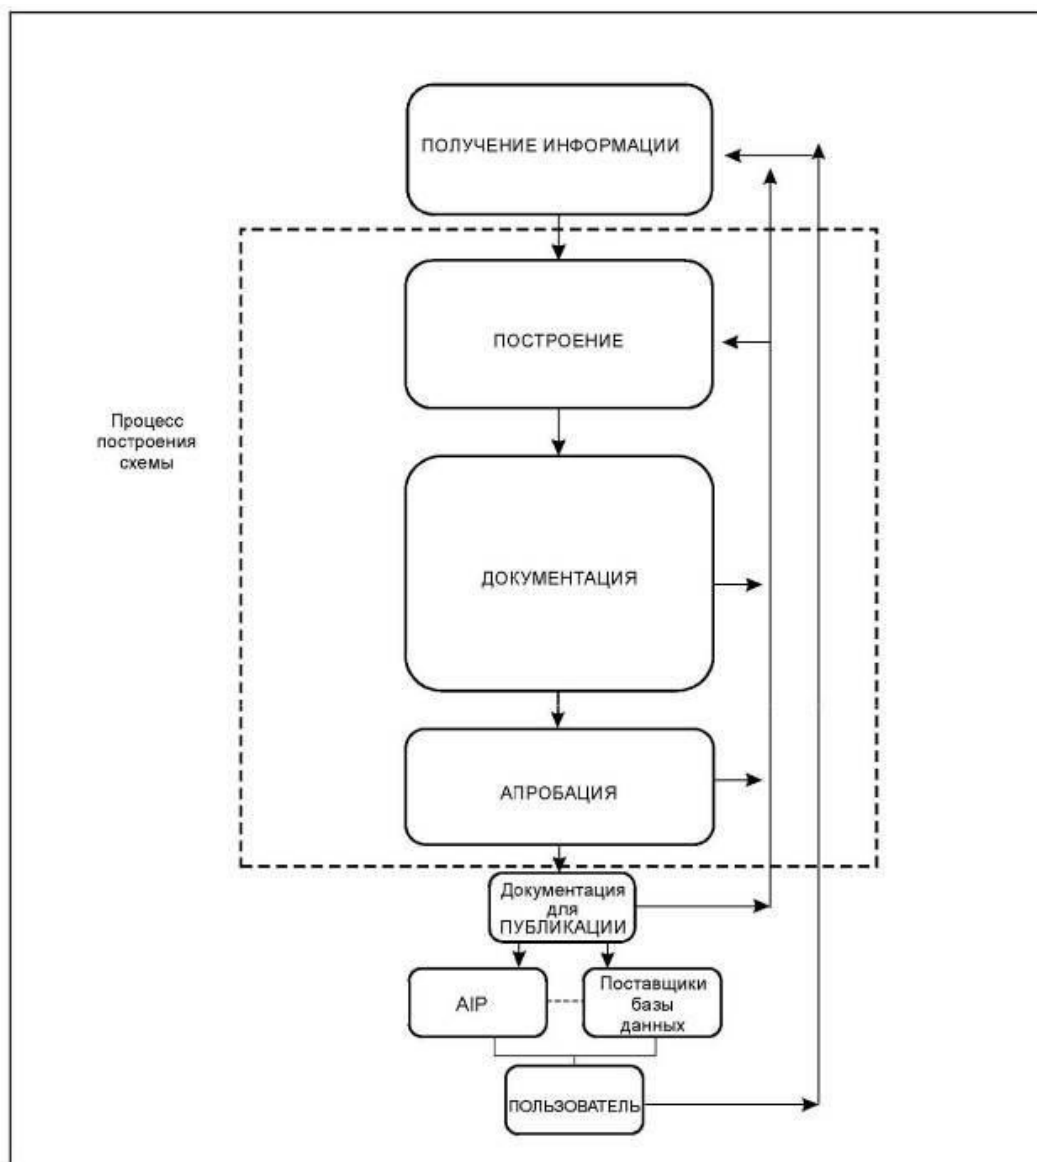 ПОЛУЧЕНИЕ ИНФОРМАЦИИ
ПОСТРОЕНИЕ
Процесс
построения
схемы
ДОКУМЕНТАЦИЯ
АПРОБАЦИЯ
Документация
для
ПУБЛИКАЦИИ
AIP
Поставщики
базы
данных
ПОЛЬЗОВАТЕЛЬ